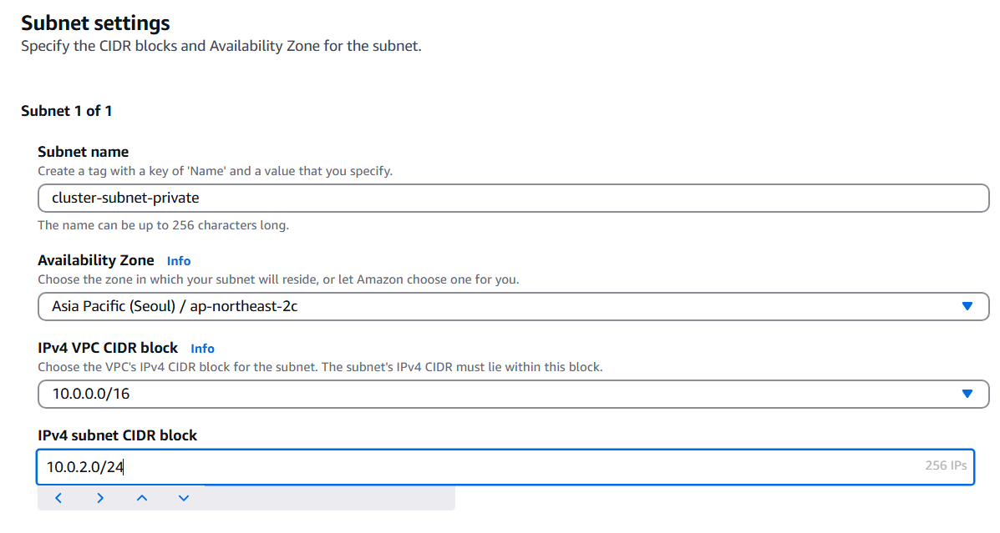 Subnet settings
Specify the CIDR blocks and Availability Zone for the subnet.
Subnet 1 of 1
Subnet name
Create a tag with a key of 'Name' and a value that you specify.
cluster-subnet-private
The name can be up to 256 characters long.
Availability Zone Info
Choose the zone in which your subnet will reside, or let Amazon choose one for you.
Asia Pacific (Seoul) / ap-northeast-2c
IPv4 VPC CIDR block Info
Choose the VPC's IPv4 CIDR block for the subnet. The subnet's IPv4 CIDR must lie within this block.
10.0.0.0/16
IPv4 subnet CIDR block
10.0.2.0/24 256 IPs